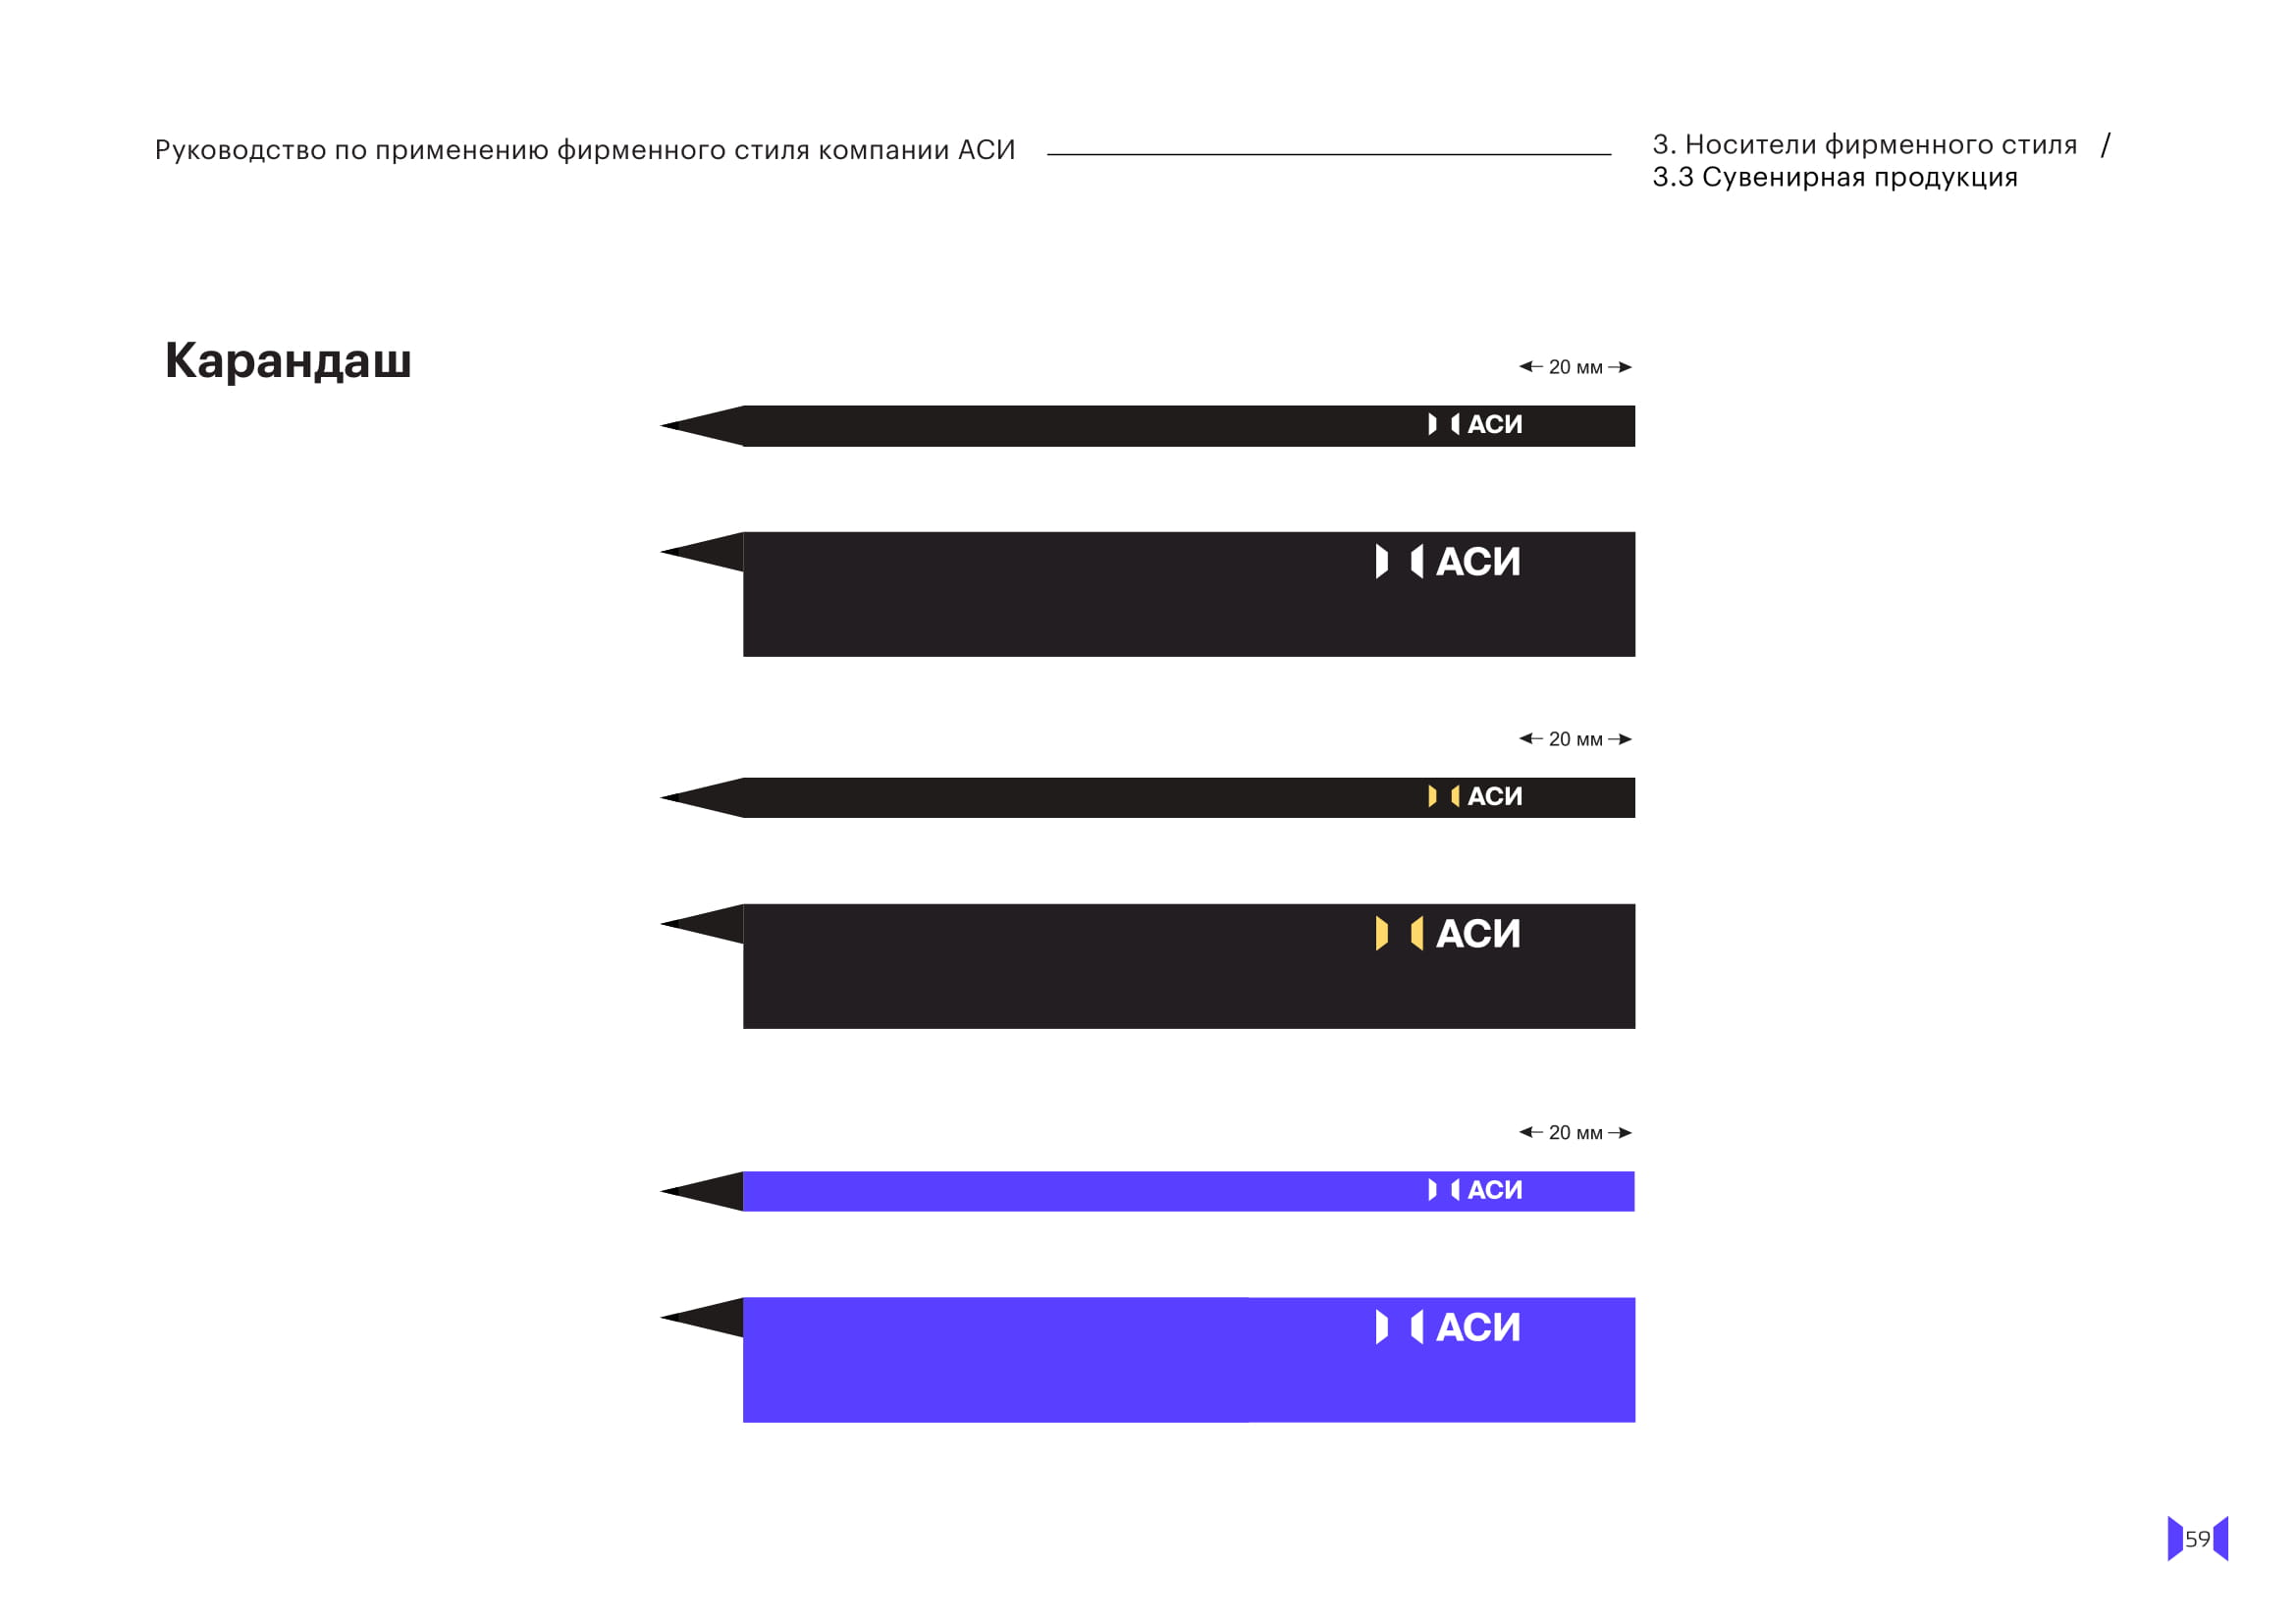 Руководство по применению фирменного стиля компании АСИ
3. Носители фирменного стиля /
3.3 Сувенирная продукция
Карандаш
20 мм
АСИ
АСИ
20 мм
АСИ
АСИ
20 мм
АСИ
АСИ
59